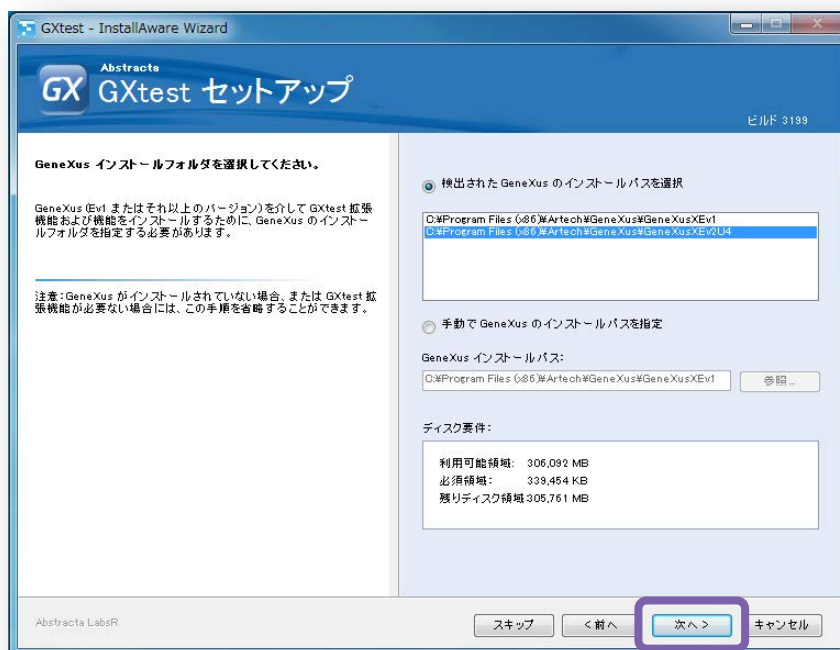 GXtest - InstallAware Wizard
Abstracta
GX GXtest セットアップ
ビルド 3199
GeneXus インストールフォルダを選択してください。
GeneXus (Ev1 またはそれ以上のバージョン)を介して GXtest 拡張
機能および機能をインストールするために、GeneXus のインストー
ルフォルダを指定する必要があります。
注意:GeneXus がインストールされていない場合、または GXtest 拡
張機能が必要ない場合には、この手順を省略することができます。
検出された GeneXus のインストールパスを選択
C:¥Program Files (x86)¥Artech¥GeneXus¥GeneXusXEv1
C:¥Program Files (x86)¥Artech¥GeneXus¥GeneXusXEv2U4
手動で GeneXus のインストールパスを指定
GeneXus インストールパス:
C:¥Program Files (x86)¥Artech¥GeneXus¥GeneXusXEv1
参照...
ディスク要件:
利用可能領域: 306,092 MB
必須領域: 339,454 KB
残りディスク領域:305,761 MB
Abstracta LabsR
スキップ
< 前へ
次へ >
キャンセル